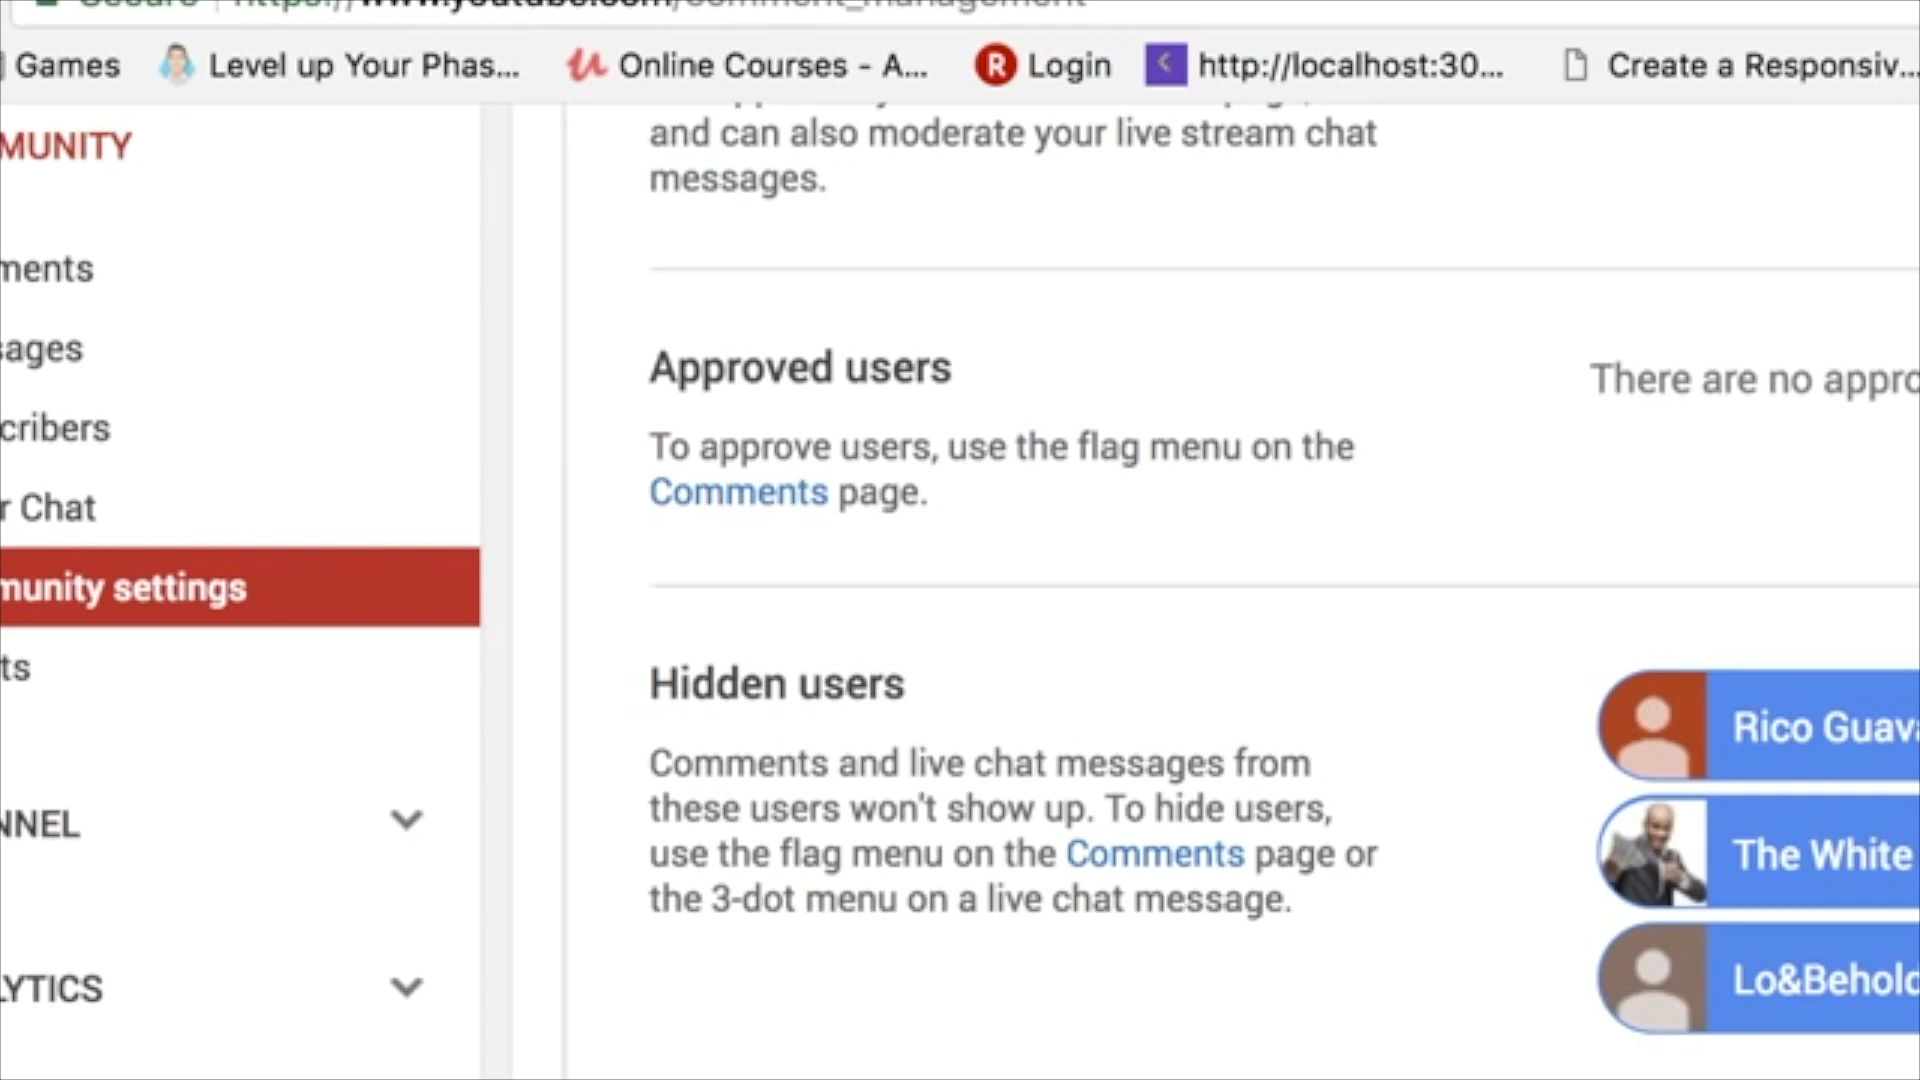 Games Level up Your Phas... Online Courses - A... Login http://localhost:30... Create a Responsiv...
MUNITY
ments
sages
cribers
r Chat
munity settings
ts
NNEL
LYTICS
and can also moderate your live stream chat
messages.
Approved users
To approve users, use the flag menu on the
Comments page.
There are no appro
Hidden users
Comments and live chat messages from
these users won't show up. To hide users,
use the flag menu on the Comments page or
the 3-dot menu on a live chat message.
Rico Guava
The White
Lo&Behold